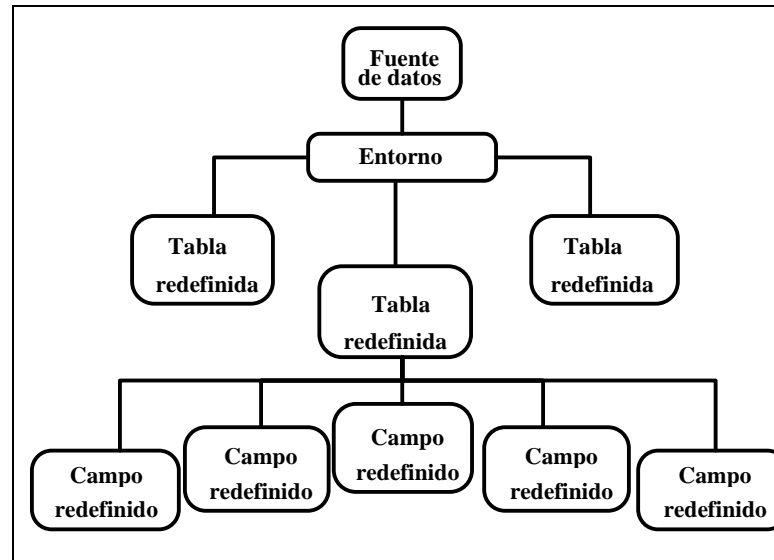 Fuente
de datos
Entorno
Tabla
redefinida
Tabla
redefinida
Tabla
redefinida
Campo
redefinido
Campo
redefinido
Campo
redefinido
Campo
redefinido
Campo
redefinido